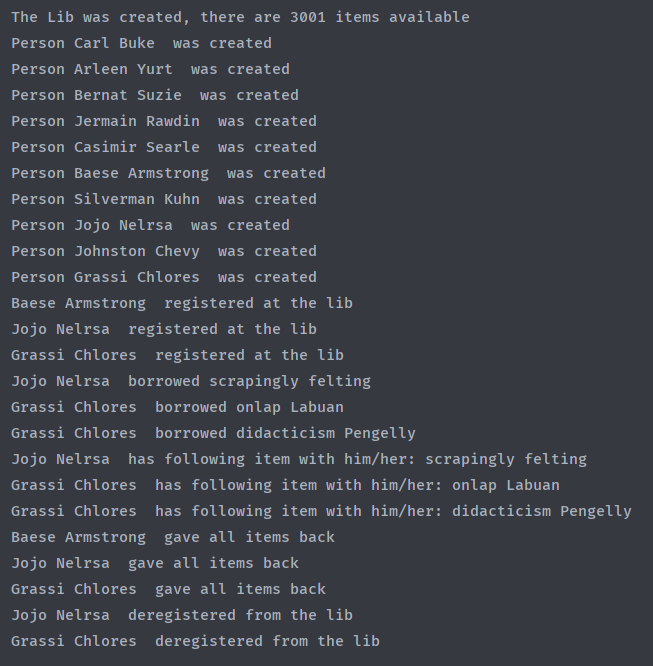 The Lib was created, there are 3001 items available
Person Carl Buke  was created
Person Arleen Yurt  was created
Person Bernat Suzie  was created
Person Jermain Rawdin  was created
Person Casimir Searle  was created
Person Baese Armstrong  was created
Person Silverman Kuhn  was created
Person Jojo Nelrsa  was created
Person Johnston Chevy  was created
Person Grassi Chlores  was created
Baese Armstrong  registered at the lib
Jojo Nelrsa  registered at the lib
Grassi Chlores  registered at the lib
Jojo Nelrsa  borrowed scrapingly felting
Grassi Chlores  borrowed onlap Labuan
Grassi Chlores  borrowed didacticism Pengelly
Jojo Nelrsa  has following item with him/her: scrapingly felting
Grassi Chlores  has following item with him/her: onlap Labuan
Grassi Chlores  has following item with him/her: didacticism Pengelly
Baese Armstrong  gave all items back
Jojo Nelrsa  gave all items back
Grassi Chlores  gave all items back
Jojo Nelrsa  deregistered from the lib
Grassi Chlores  deregistered from the lib